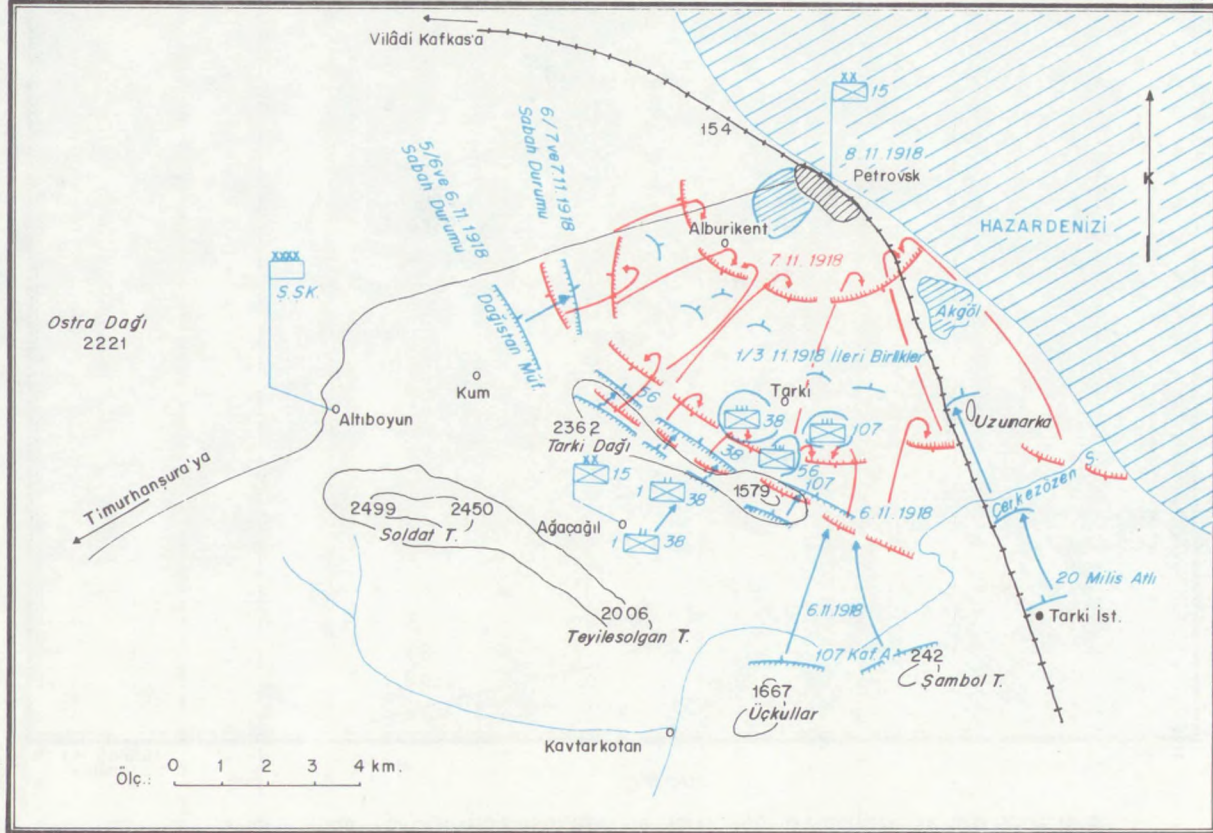 Vilâdi Kafkas'a
154
XX
15
8.11.1918
Petrovsk
K
HAZARDENİZİ
5/6 ve 6.11.1918
Sabah Durumu
6/7 ve 7.11.1918
Sabah Durumu
Alburikent
7.11.1918
XXXX
Ş.SK.
Ostra Dağı
2221
Dağıstan Müf.
Akgöl
1/3.11.1918 İleri Birlikler
Kum
Tarki
Altıboyun
56
38
107
Uzunarka
2362
Tarki Dağı
38
56
107
Çerkezözen
Ş.
XX
15
1
38
1579
Timurhanşura'ya
2499
2450
Soldat T.
Ağaçağıl
1
38
6.11.1918
20 Milis Atlı
2006
Teyilesolgan T.
6.11.1918
Tarki İst.
107 Kaf. A.
242
Şambol T.
1667
Üçkullar
Kavtarkotan
Ölç.: 0 1 2 3 4 km.